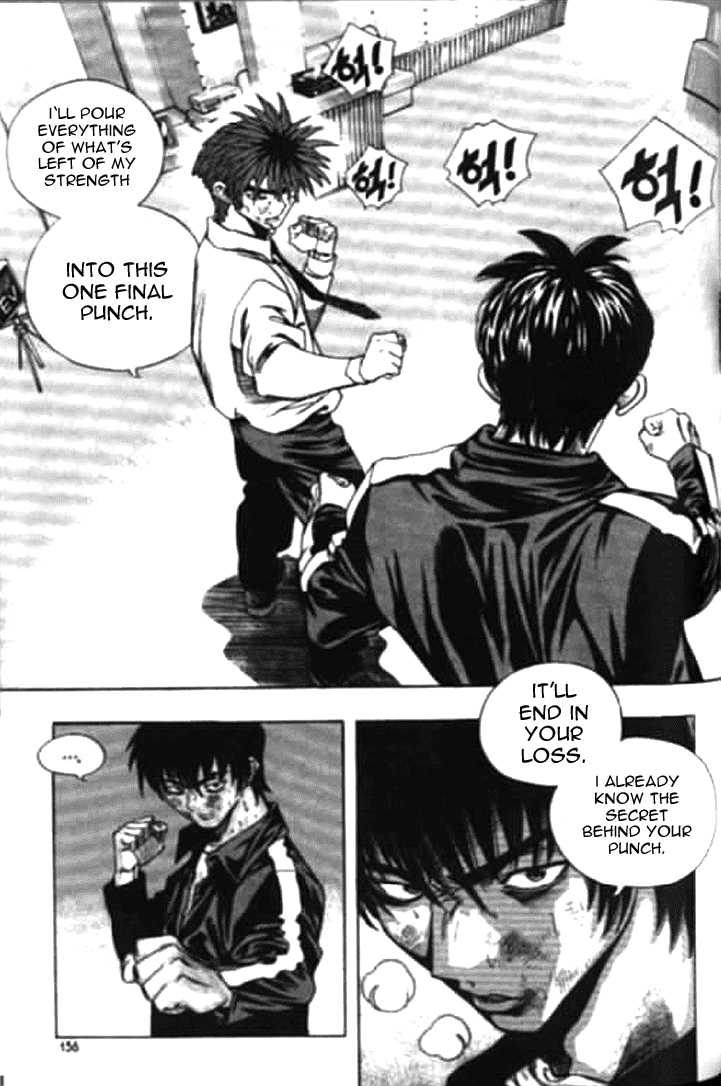 I'LL POUR
EVERYTHING
OF WHAT'S
LEFT OF MY
STRENGTH
INTO THIS
ONE FINAL
PUNCH.
헉!
헉!
헉!
헉!
....
IT'LL
END IN
YOUR
LOSS.
I ALREADY
KNOW THE
SECRET
BEHIND YOUR
PUNCH.
156